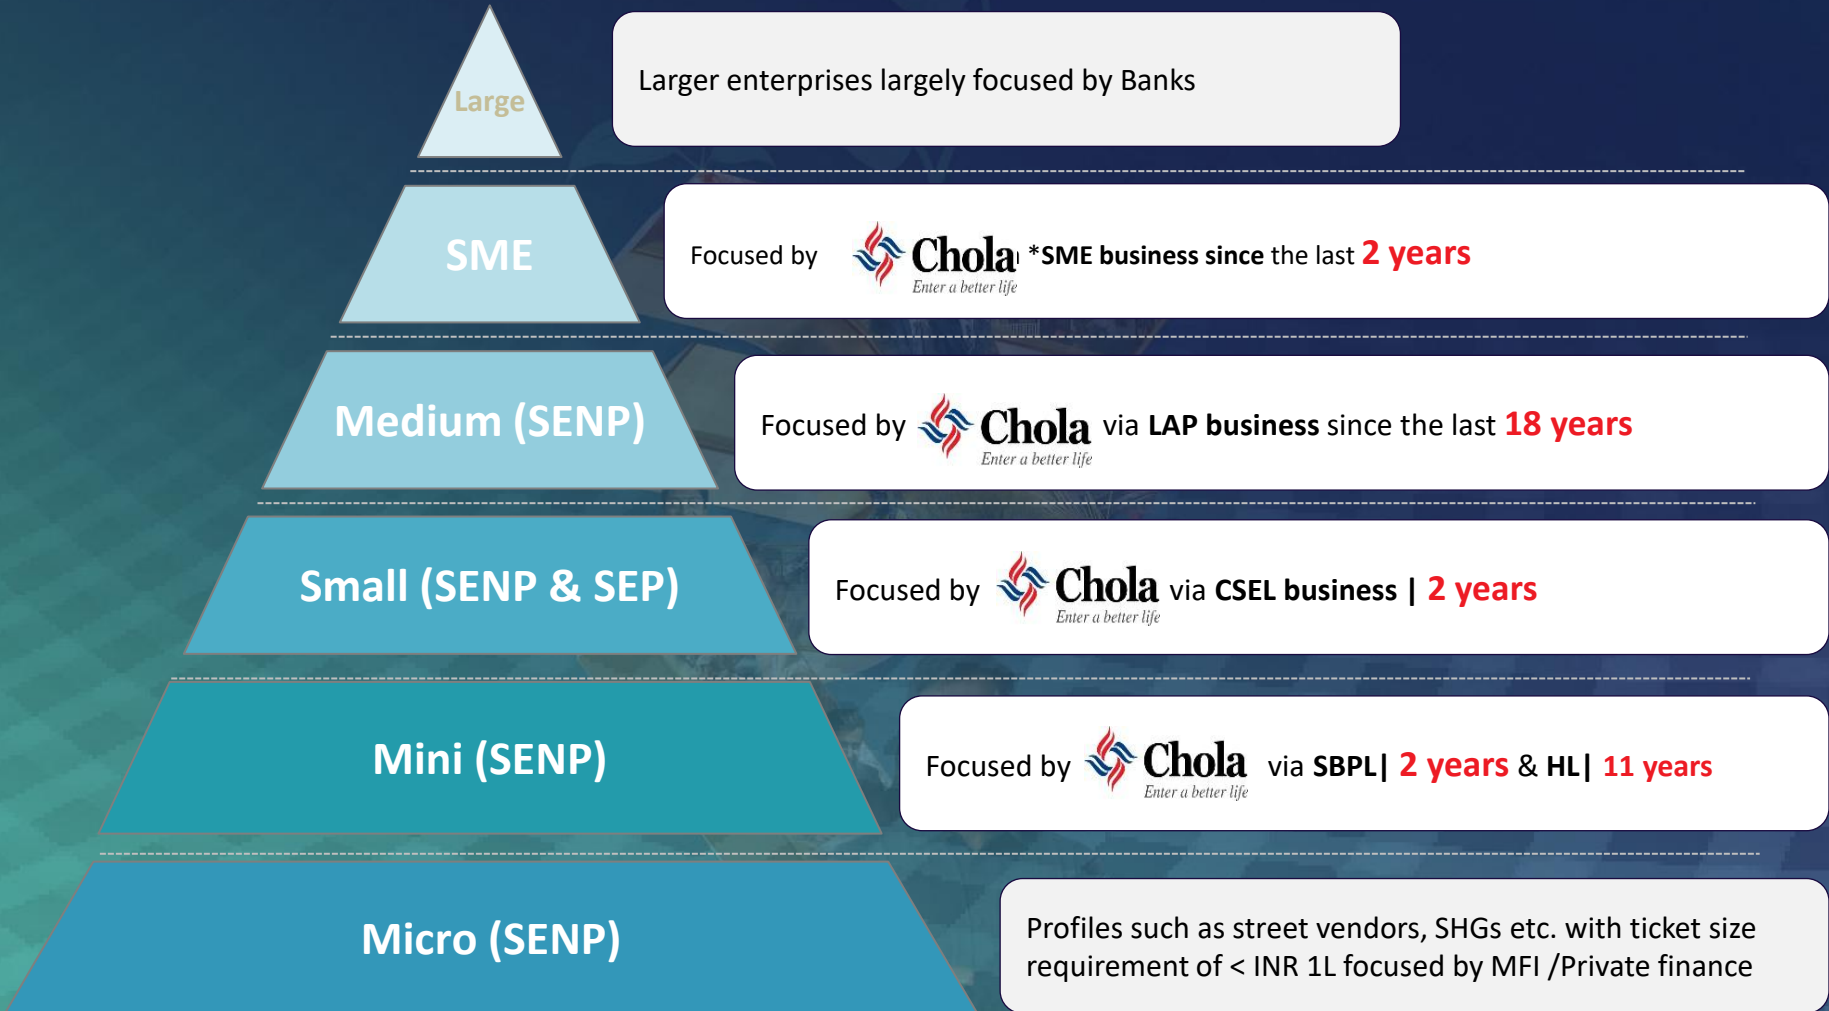 Large
Larger enterprises largely focused by Banks
SME
Focused by Chola *SME business since the last 2 years
Enter a better life
Medium (SENP)
Focused by Chola via LAP business since the last 18 years
Enter a better life
Small (SENP & SEP)
Focused by Chola via CSEL business | 2 years
Enter a better life
Mini (SENP)
Focused by Chola via SBPL| 2 years & HL| 11 years
Enter a better life
Micro (SENP)
Profiles such as street vendors, SHGs etc. with ticket size
requirement of < INR 1L focused by MFI /Private finance